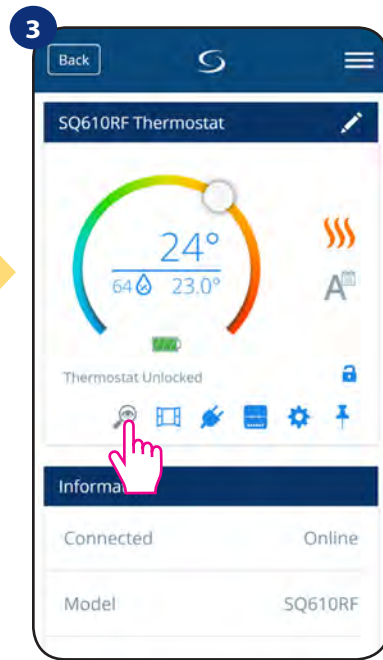 3
Back
SQ610RF Thermostat
24°
64 23.0°
A
Thermostat Unlocked
Informa
Connected Online
Model SQ610RF